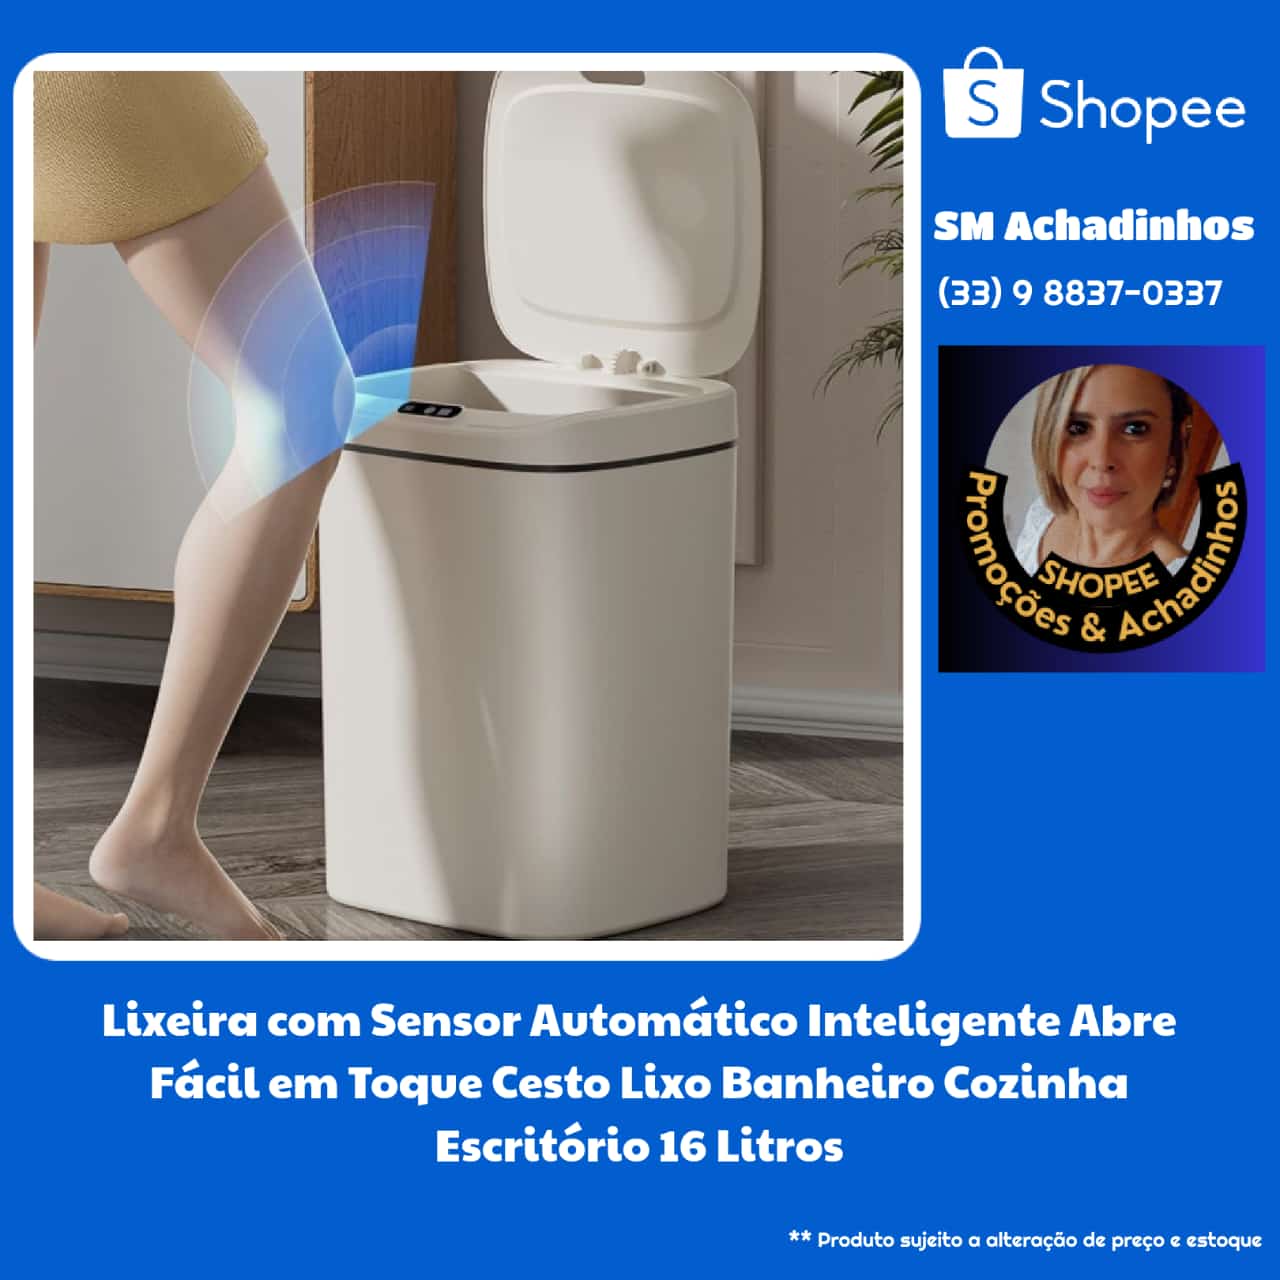 S Shopee
SM Achadinhos
(33) 9 8837-0337
SHOPEE
Promoções & Achadinhos
Lixeira com Sensor Automático Inteligente Abre
Fácil em Toque Cesto Lixo Banheiro Cozinha
Escritório 16 Litros
** Produto sujeito a alteração de preço e estoque